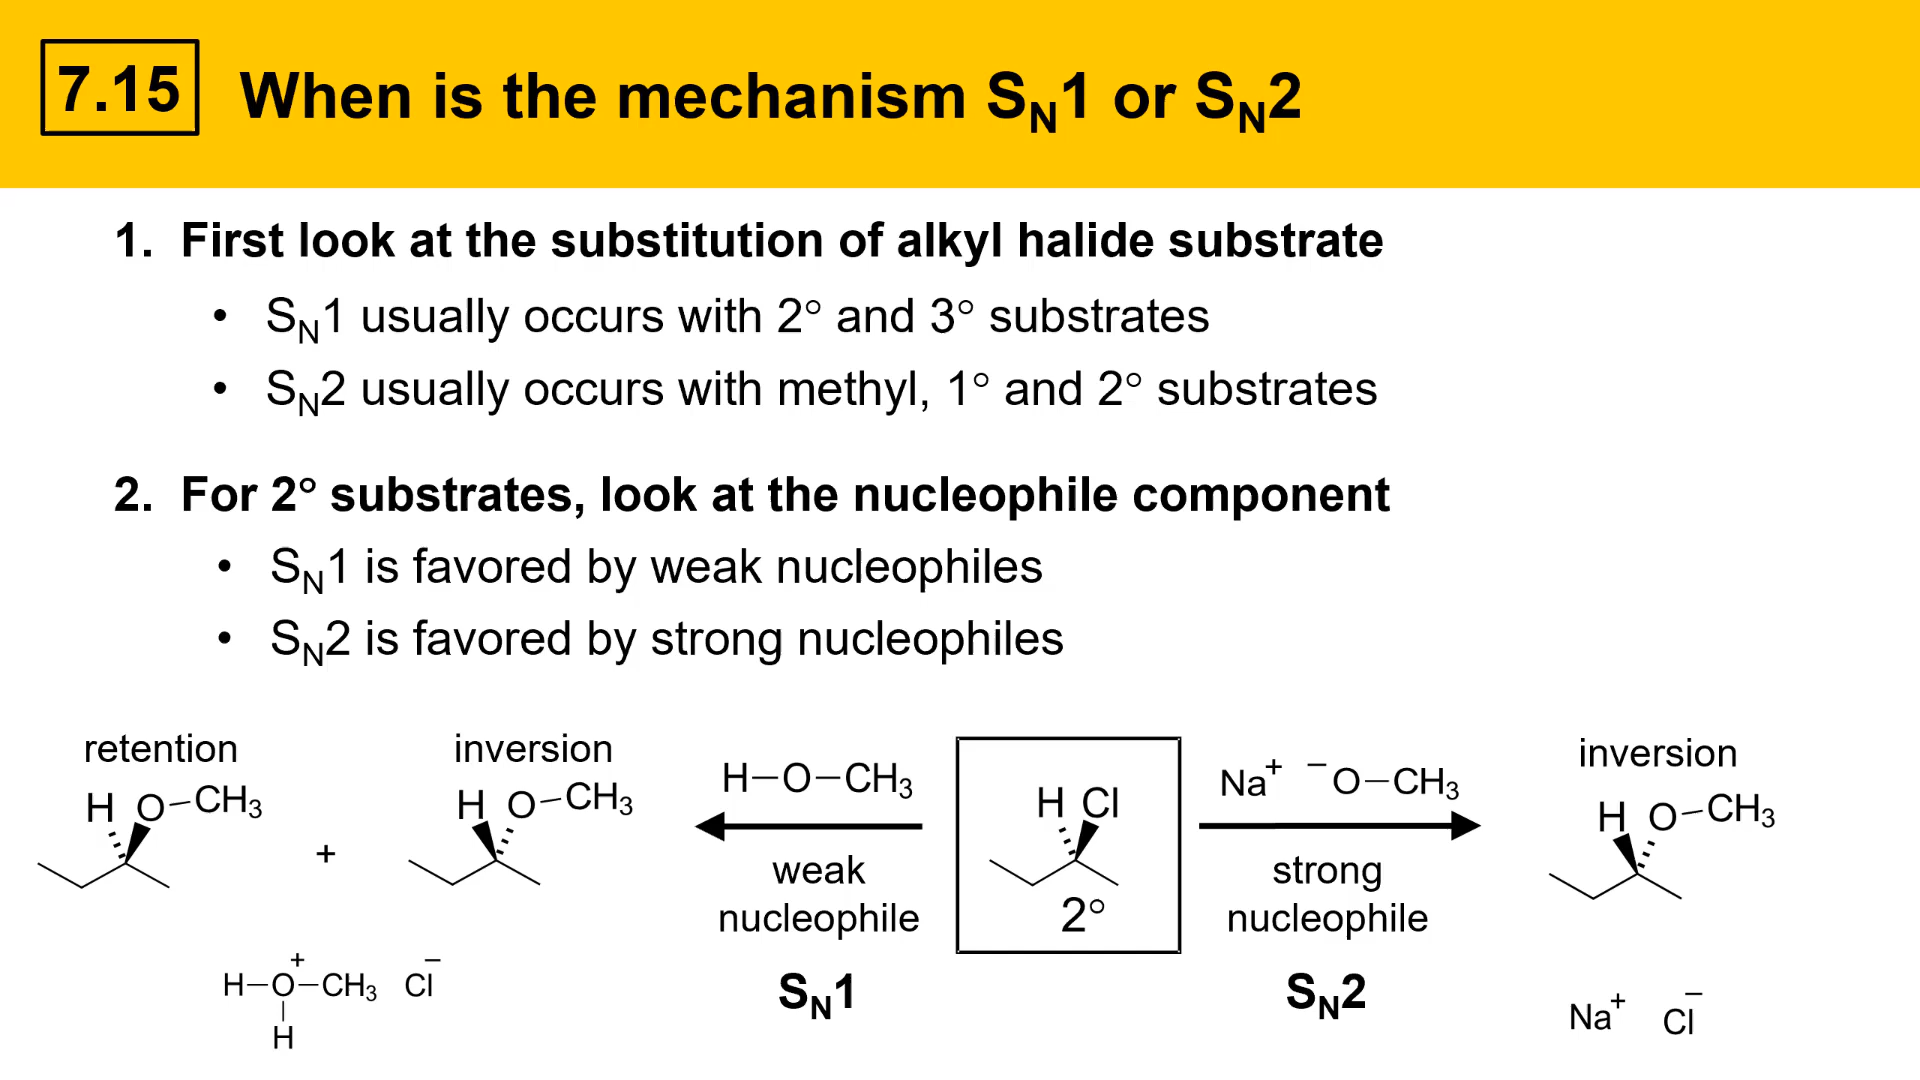 7.15 When is the mechanism SN1 or SN2
1. First look at the substitution of alkyl halide substrate
• SN1 usually occurs with 2° and 3° substrates
• SN2 usually occurs with methyl, 1° and 2° substrates
2. For 2° substrates, look at the nucleophile component
• SN1 is favored by weak nucleophiles
• SN2 is favored by strong nucleophiles
retention
H O–CH3
+
inversion
H O–CH3
H–O+–CH3 Cl–
H
H–O–CH3
weak
nucleophile
SN1
H Cl
2°
Na+ –O–CH3
strong
nucleophile
SN2
inversion
H O–CH3
Na+ Cl–